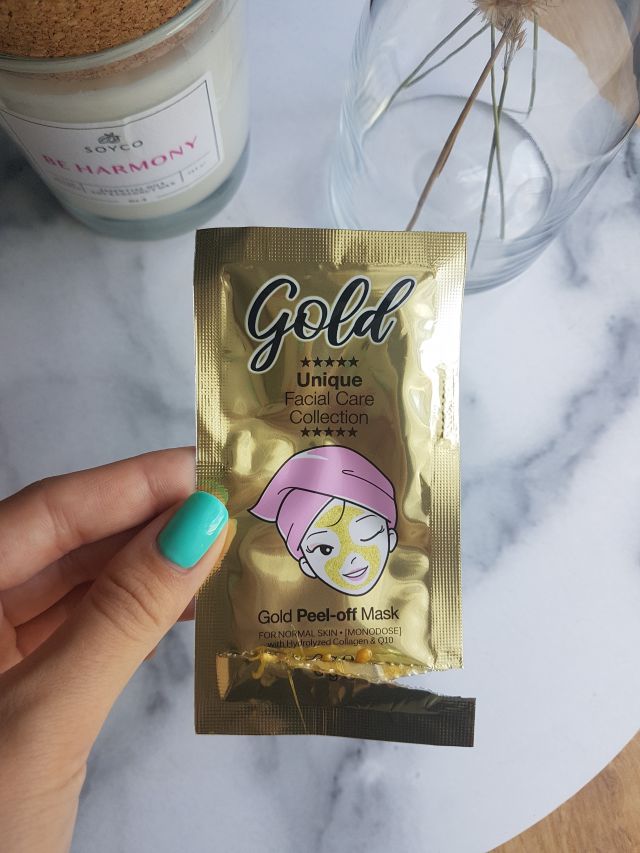 SOYCO
BE HARMONY
Gold
★★★★★
Unique
Facial Care
Collection
★★★★★
Gold Peel-off Mask
FOR NORMAL SKIN • [MONODOSE]
with Hydrolyzed Collagen & Q10